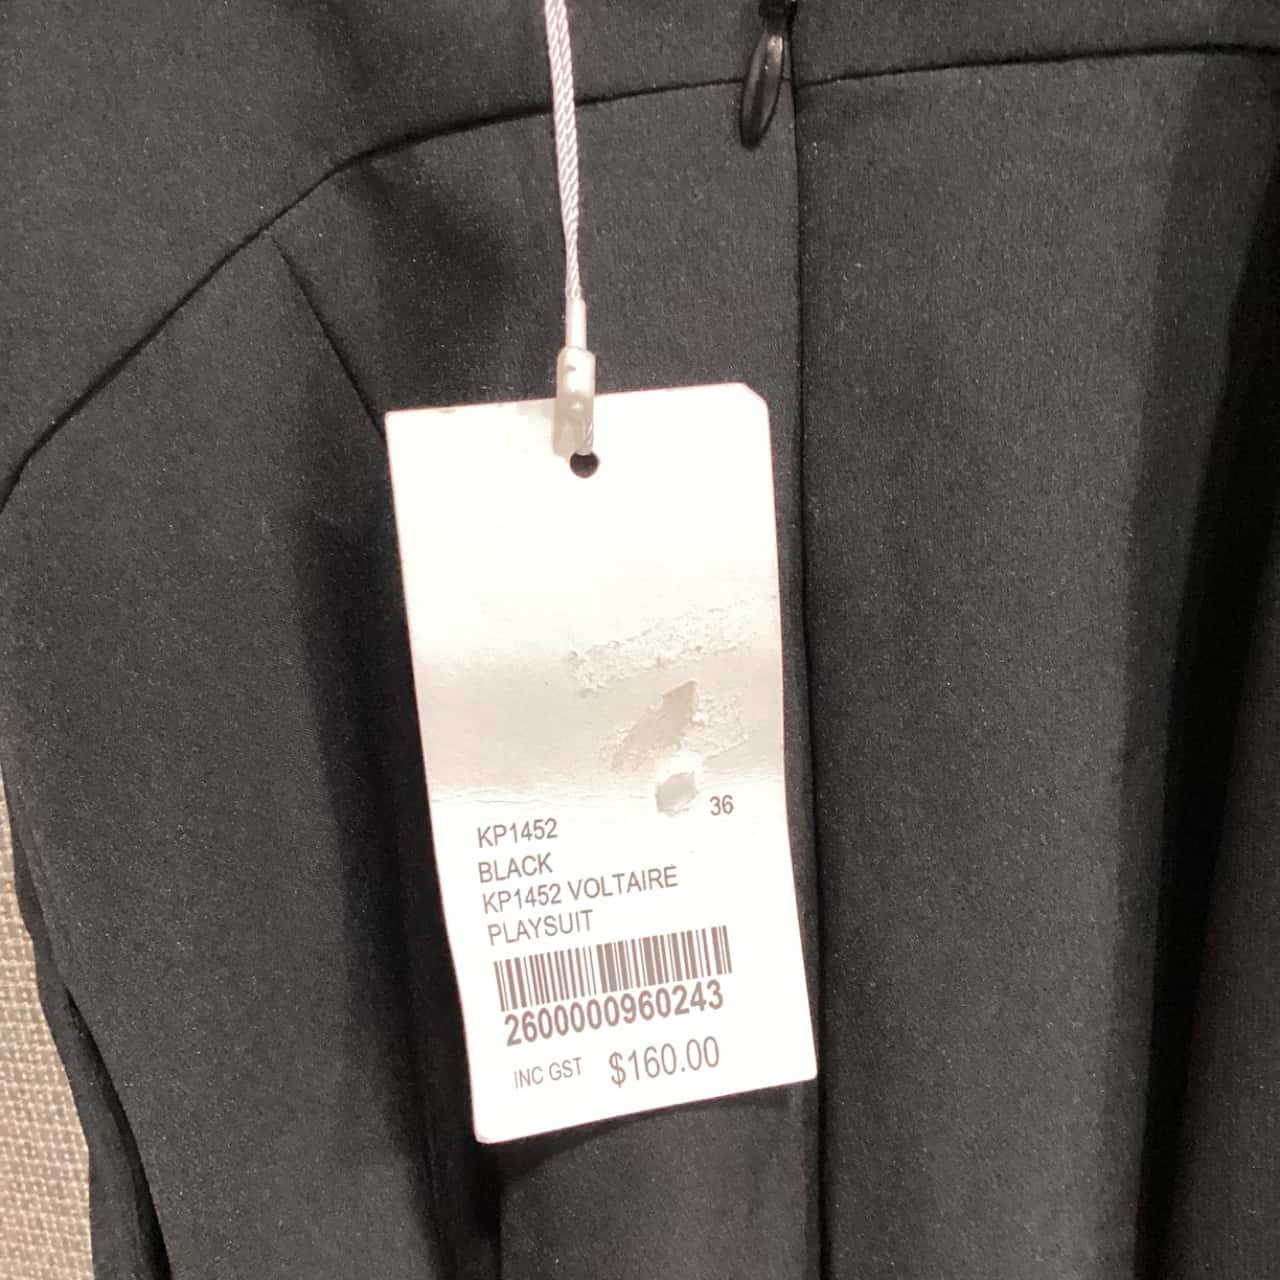 36
KP1452
BLACK
KP1452 VOLTAIRE
PLAYSUIT
2600000960243
INC GST $160.00